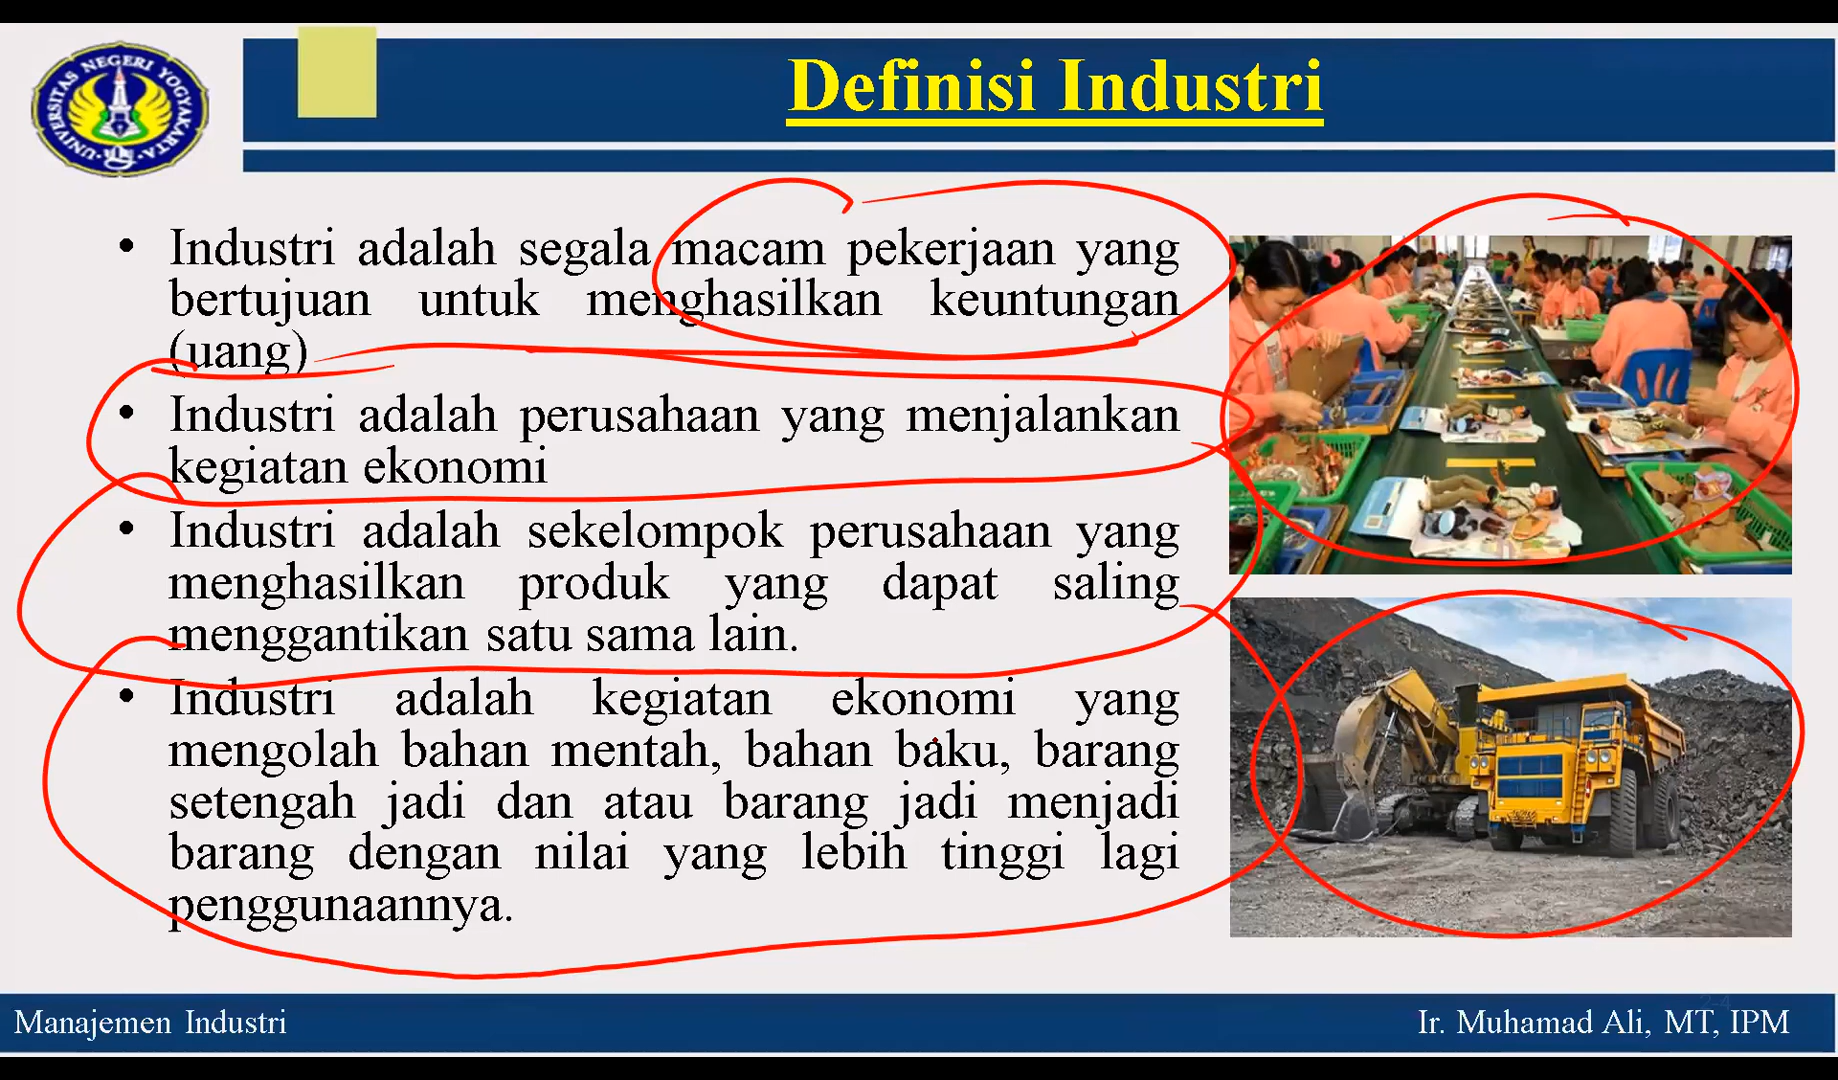 UNIVERSITAS NEGERI YOGYAKARTA
Definisi Industri
• Industri adalah segala macam pekerjaan yang
bertujuan untuk menghasilkan keuntungan
(uang)
• Industri adalah perusahaan yang menjalankan
kegiatan ekonomi
• Industri adalah sekelompok perusahaan yang
menghasilkan produk yang dapat saling
menggantikan satu sama lain.
• Industri adalah kegiatan ekonomi yang
mengolah bahan mentah, bahan baku, barang
setengah jadi dan atau barang jadi menjadi
barang dengan nilai yang lebih tinggi lagi
penggunaannya.
2-4
Manajemen Industri
Ir. Muhamad Ali, MT, IPM